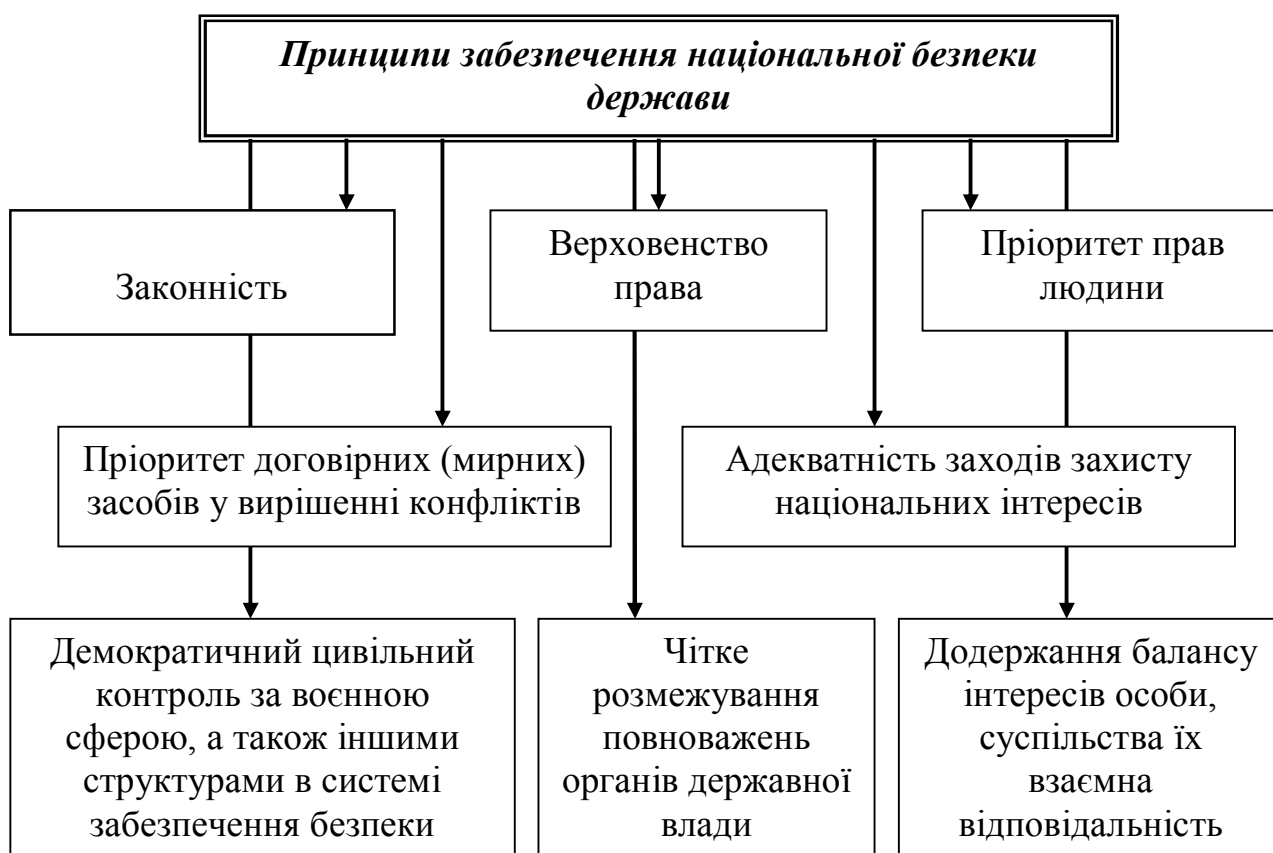 Принципи забезпечення національної безпеки
держави
Законність
Верховенство
права
Пріоритет прав
людини
Пріоритет договірних (мирних)
засобів у вирішенні конфліктів
Адекватність заходів захисту
національних інтересів
Демократичний цивільний
контроль за воєнною
сферою, а також іншими
структурами в системі
забезпечення безпеки
Чітке
розмежування
повноважень
органів державної
влади
Додержання балансу
інтересів особи,
суспільства їх
взаємна
відповідальність